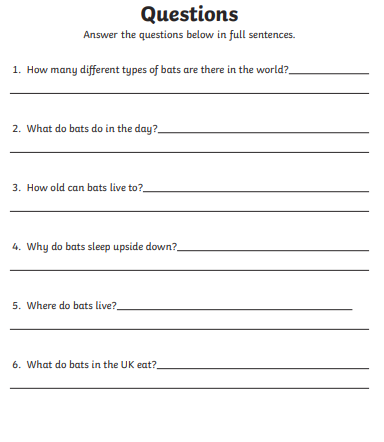 Questions
Answer the questions below in full sentences.
1. How many different types of bats are there in the world?
2. What do bats do in the day?
3. How old can bats live to?
4. Why do bats sleep upside down?
5. Where do bats live?
6. What do bats in the UK eat?